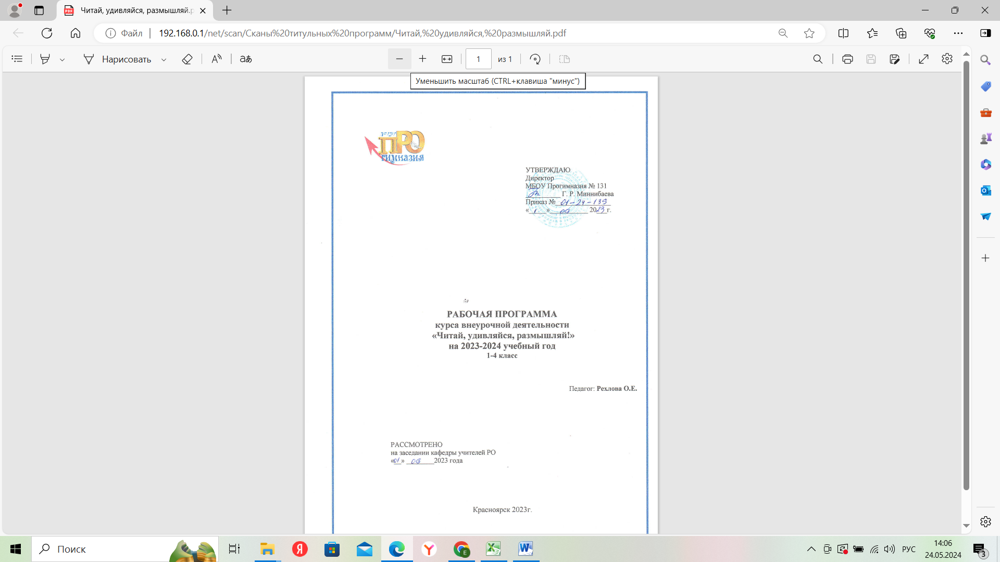 Читай, удивляйся, размышляй.p
Файл
192.168.0.1/net/scan/Сканы%20титульных%20программ/Читай,%20удивляйся,%20размышляй.pdf
Нарисовать
аあ
1
из 1
Уменьшить масштаб (CTRL+клавиша "минус")
№131
ПРО
гимназия
УТВЕРЖДАЮ
Директор
МБОУ Прогимназия № 131
Г. Р. Миннибаева
Приказ № 01-24-139
« 1 » 09 2023 г.
РАБОЧАЯ ПРОГРАММА
курса внеурочной деятельности
«Читай, удивляйся, размышляй!»
на 2023-2024 учебный год
1-4 класс
Педагог: Рехлова О.Е.
РАССМОТРЕНО
на заседании кафедры учителей РО
«01» 09 2023 года
Красноярск 2023г.
Поиск
РУС
14:06
24.05.2024
3